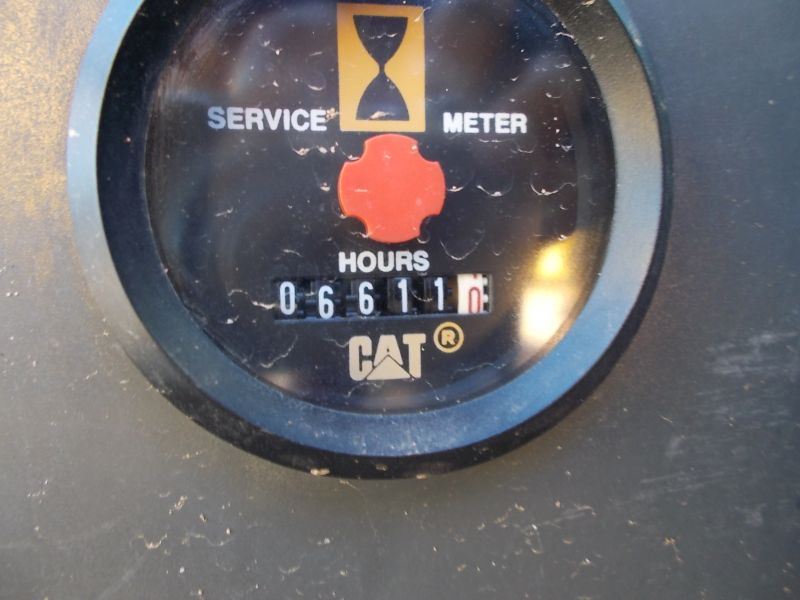 SERVICE METER
HOURS
066110
CAT®